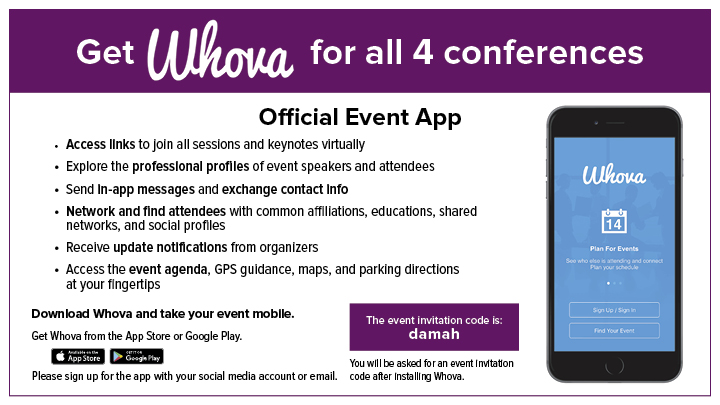 Get Whova for all 4 conferences
Official Event App
• Access links to join all sessions and keynotes virtually
• Explore the professional profiles of event speakers and attendees
• Send in-app messages and exchange contact info
• Network and find attendees with common affiliations, educations, shared
networks, and social profiles
• Receive update notifications from organizers
• Access the event agenda, GPS guidance, maps, and parking directions
at your fingertips
Download Whova and take your event mobile.
Get Whova from the App Store or Google Play.
Available on the
App Store
GET IT ON
Google Play
Please sign up for the app with your social media account or email.
The event invitation code is:
damah
You will be asked for an event invitation
code after installing Whova.
Whova
14
Plan For Events
See who else is attending and connect
Plan your schedule
Sign Up / Sign In
Find Your Event